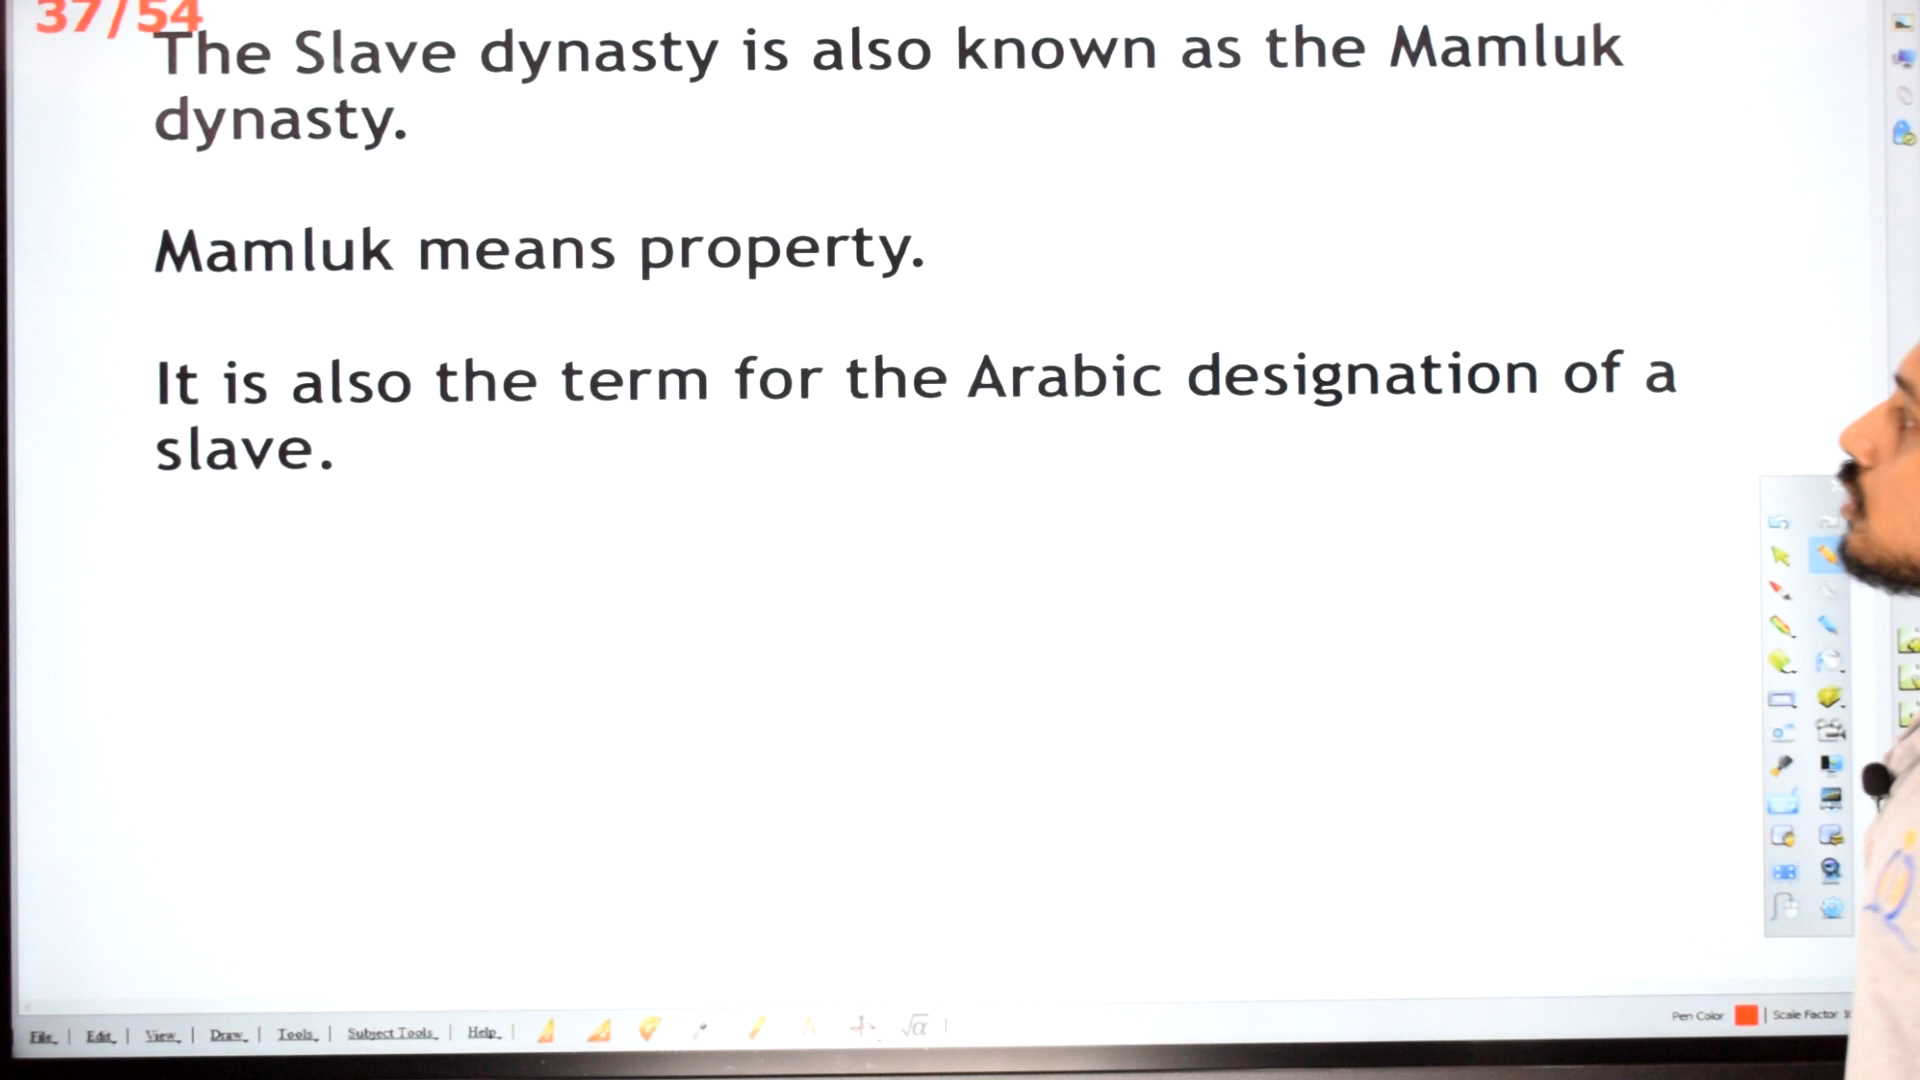 37/54
The Slave dynasty is also known as the Mamluk
dynasty.
Mamluk means property.
It is also the term for the Arabic designation of a
slave.
File | Edit | View | Draw | Tools | Subject Tools | Help |
Pen Color | Scale Factor